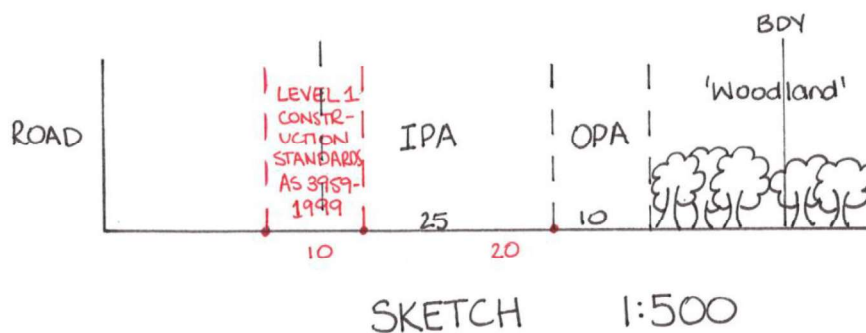 BDY
'Woodland'
ROAD
LEVEL 1
CONSTR-
UCTION
STANDARDS
AS 3959-
1999
IPA
OPA
25
10
10
20
SKETCH 1:500